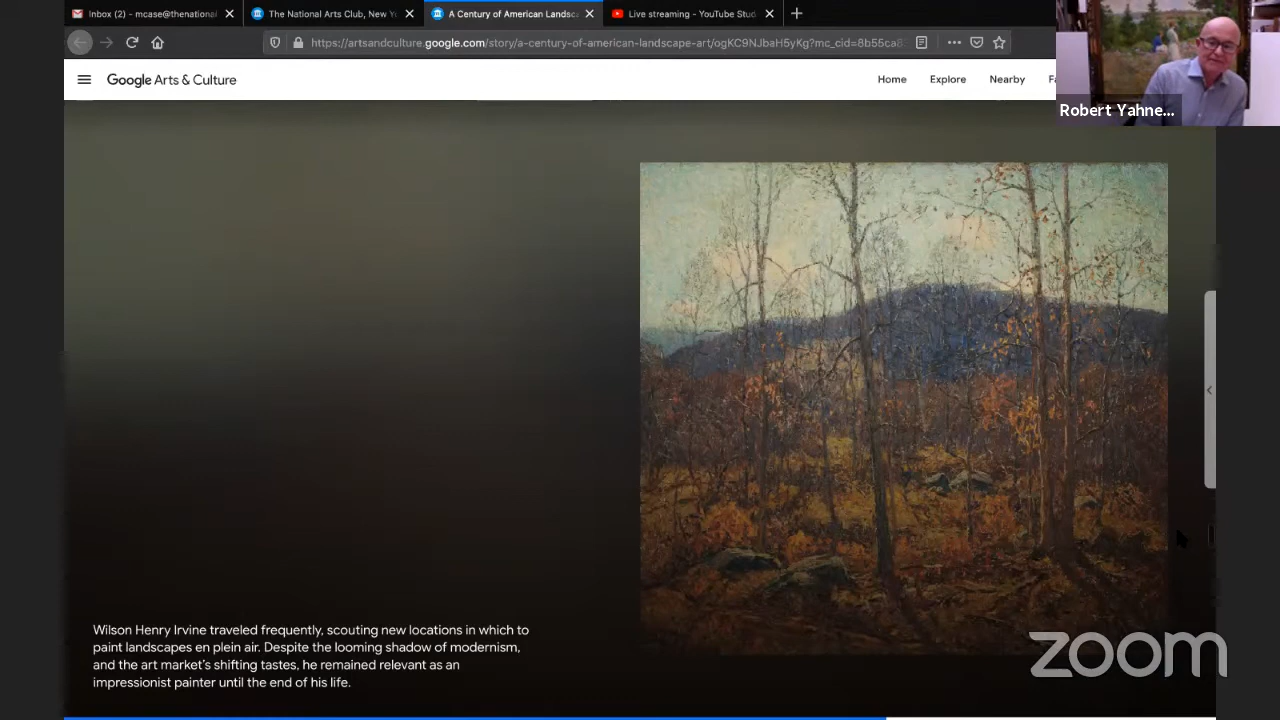 Inbox (2) - mcase@thenational
The National Arts Club, New Y
A Century of American Landsca
Live streaming - YouTube Stud
https://artsandculture.google.com/story/a-century-of-american-landscape-art/ogKC9NJbaH5yKg?mc_cid=8b55ca8
Google Arts & Culture
Home
Explore
Nearby
Fa
Robert Yahne...
Wilson Henry Irvine traveled frequently, scouting new locations in which to
paint landscapes en plein air. Despite the looming shadow of modernism,
and the art market's shifting tastes, he remained relevant as an
impressionist painter until the end of his life.
zoom